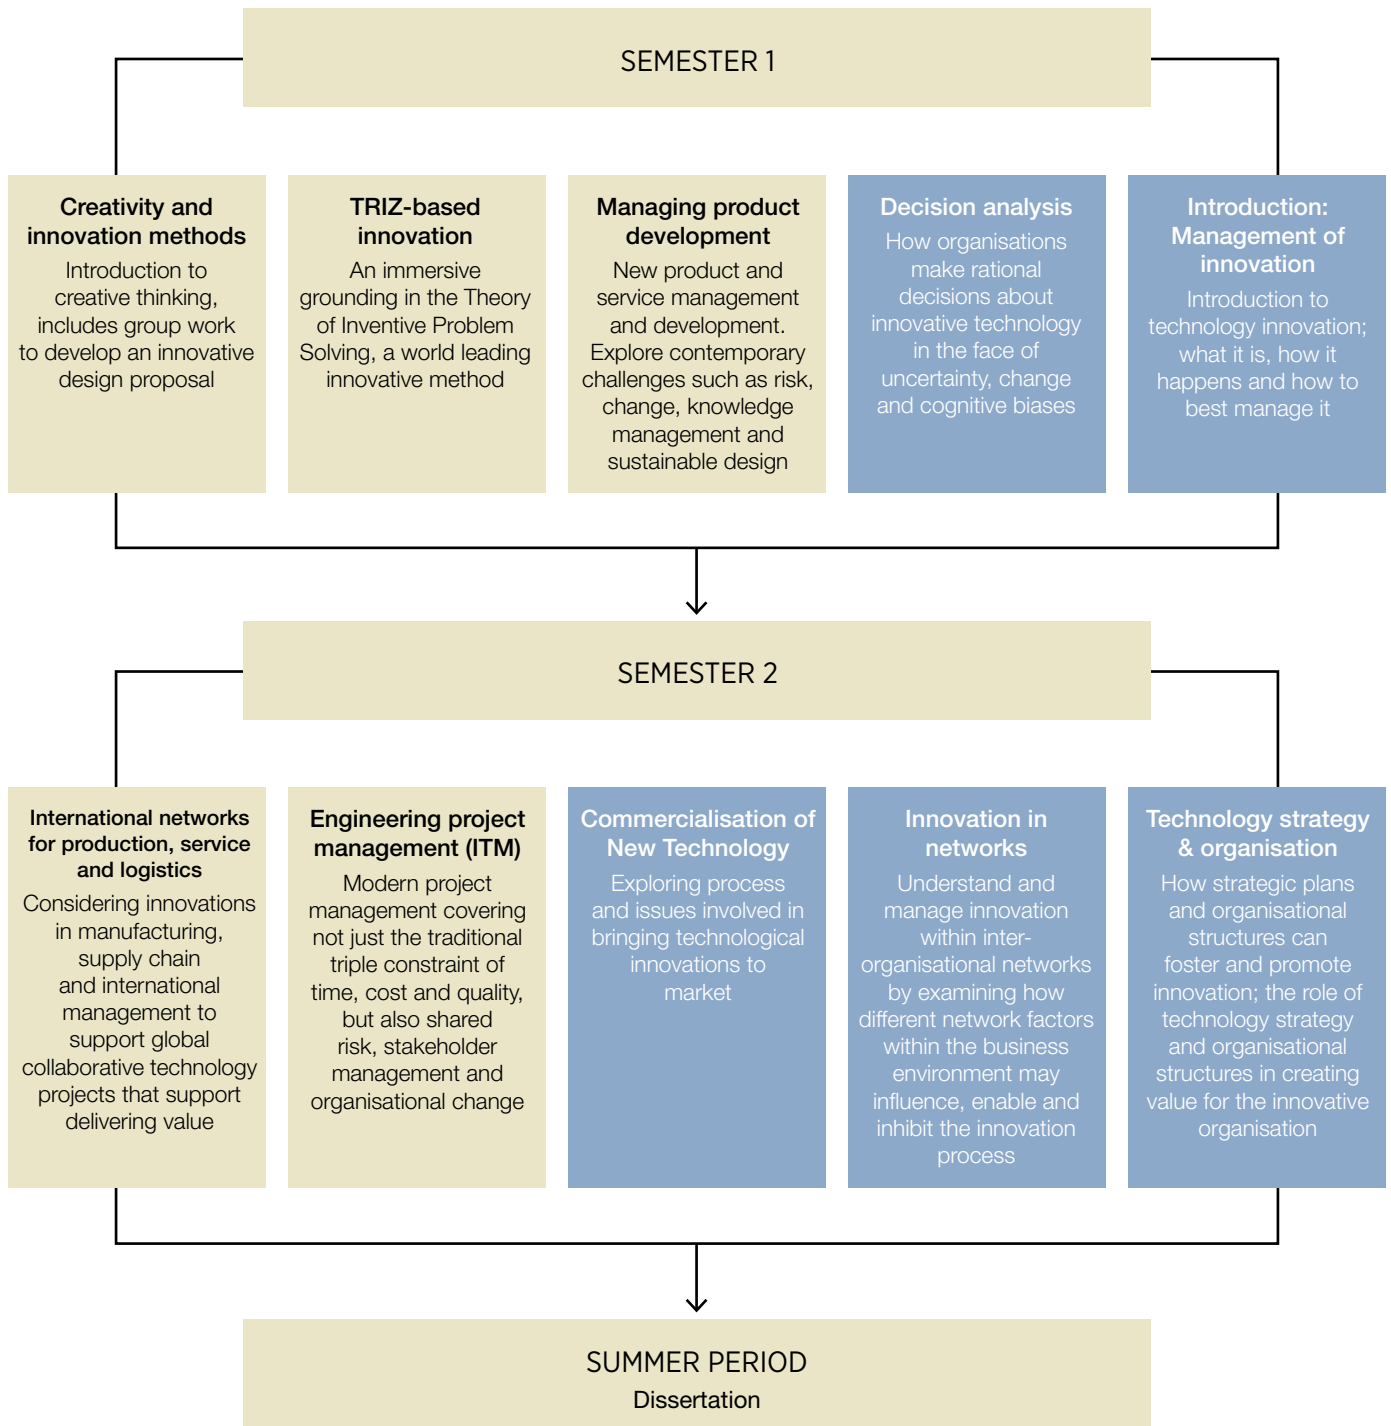 SEMESTER 1
Creativity and
innovation methods
Introduction to
creative thinking,
includes group work
to develop an innovative
design proposal
TRIZ-based
innovation
An immersive
grounding in the Theory
of Inventive Problem
Solving, a world leading
innovative method
Managing product
development
New product and
service management
and development.
Explore contemporary
challenges such as risk,
change, knowledge
management and
sustainable design
Decision analysis
How organisations
make rational
decisions about
innovative technology
in the face of
uncertainty, change
and cognitive biases
Introduction:
Management of
innovation
Introduction to
technology innovation;
what it is, how it
happens and how to
best manage it
SEMESTER 2
International networks
for production, service
and logistics
Considering innovations
in manufacturing,
supply chain
and international
management to
support global
collaborative technology
projects that support
delivering value
Engineering project
management (ITM)
Modern project
management covering
not just the traditional
triple constraint of
time, cost and quality,
but also shared
risk, stakeholder
management and
organisational change
Commercialisation of
New Technology
Exploring process
and issues involved in
bringing technological
innovations to
market
Innovation in
networks
Understand and
manage innovation
within inter-
organisational networks
by examining how
different network factors
within the business
environment may
influence, enable and
inhibit the innovation
process
Technology strategy
& organisation
How strategic plans
and organisational
structures can
foster and promote
innovation; the role of
technology strategy
and organisational
structures in creating
value for the innovative
organisation
SUMMER PERIOD
Dissertation